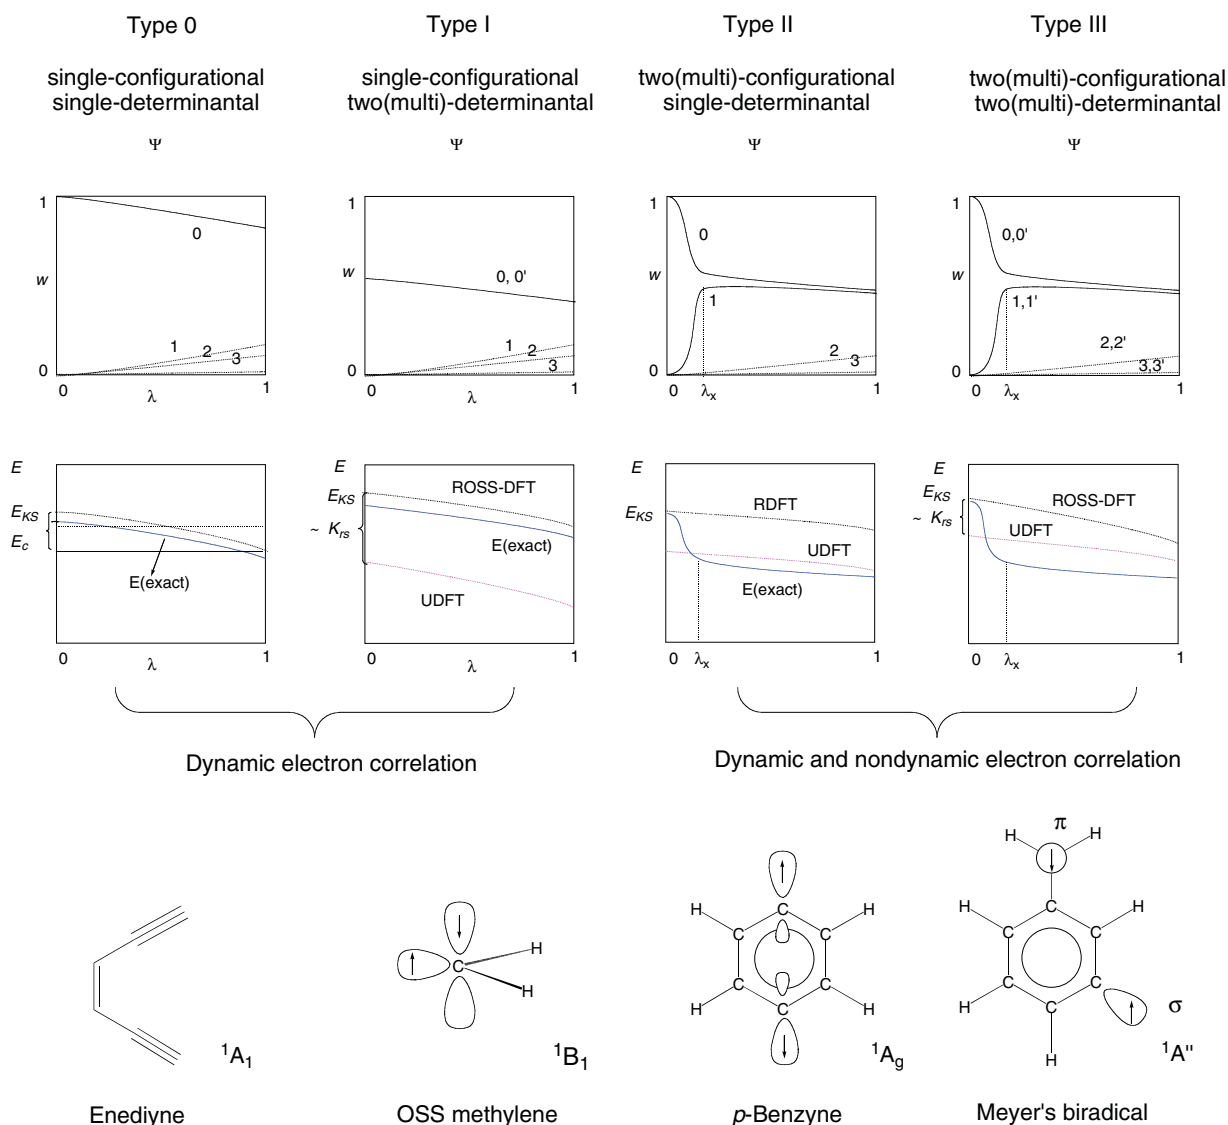 Type 0
Type I
Type II
Type III
single-configurational
single-determinantal
single-configurational
two(multi)-determinantal
two(multi)-configurational
single-determinantal
two(multi)-configurational
two(multi)-determinantal
Ψ
Ψ
Ψ
Ψ
1
w
0
0
1
2
3
0
λ
1
1
w
0
0, 0'
1
2
3
0
λ
1
1
w
0
0
1
2
3
0
λx
1
1
w
0
0,0'
1,1'
2,2'
3,3'
0
λx
1
E
EKS
Ec
E(exact)
0
λ
1
E
EKS
~ Krs
ROSS-DFT
E(exact)
UDFT
0
λ
1
E
EKS
RDFT
UDFT
E(exact)
0
λx
1
E
EKS
~ Krs
ROSS-DFT
UDFT
0
λx
1
Dynamic electron correlation
Dynamic and nondynamic electron correlation
1A1
Enediyne
C
H
H
1B1
OSS methylene
C
H
H
C
C
C
C
H
H
C
1Ag
p-Benzyne
π
H
H
C
H
H
C
C
C
C
H
C
H
σ
1A''
Meyer's biradical